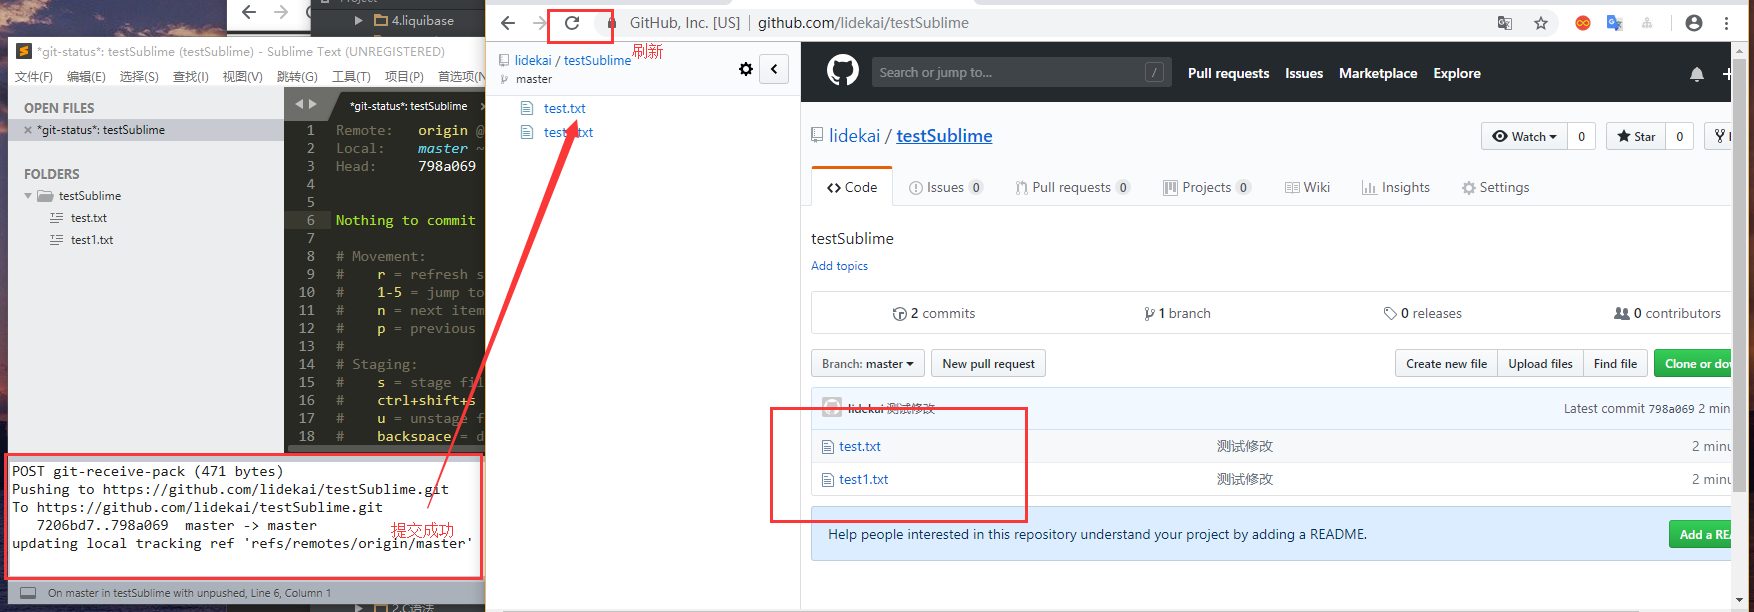 4.liquibase
*git-status*: testSublime (testSublime) - Sublime Text (UNREGISTERED)
文件(F) 编辑(E) 选择(S) 查找(I) 视图(V) 跳转(G) 工具(T) 项目(P) 首选项(N
OPEN FILES
*git-status*: testSublime
FOLDERS
testSublime
test.txt
test1.txt
*git-status*: testSublime
1 Remote: origin @
2 Local: master ~
3 Head: 798a069
4
5
6 Nothing to commit
7
8 # Movement:
9 # r = refresh s
10 # 1-5 = jump to
11 # n = next item
12 # p = previous
13 #
14 # Staging:
15 # s = stage fil
16 # ctrl+shift+s
17 # u = unstage f
18 # backspace = d
POST git-receive-pack (471 bytes)
Pushing to https://github.com/lidekai/testSublime.git
To https://github.com/lidekai/testSublime.git
7206bd7..798a069 master -> master
updating local tracking ref 'refs/remotes/origin/master'
提交成功
On master in testSublime with unpushed, Line 6, Column 1
2.C语法
GitHub, Inc. [US] | github.com/lidekai/testSublime
刷新
lidekai / testSublime
master
test.txt
Search or jump to... /
Pull requests Issues Marketplace Explore
lidekai / testSublime
Watch 0 Star 0
Code Issues 0 Pull requests 0 Projects 0 Wiki Insights Settings
testSublime
Add topics
2 commits 1 branch 0 releases 0 contributors
Branch: master New pull request Create new file Upload files Find file Clone or dow
lidekai 测试修改 Latest commit 798a069 2 min
test.txt 测试修改 2 minu
test1.txt 测试修改 2 minu
Help people interested in this repository understand your project by adding a README. Add a RE